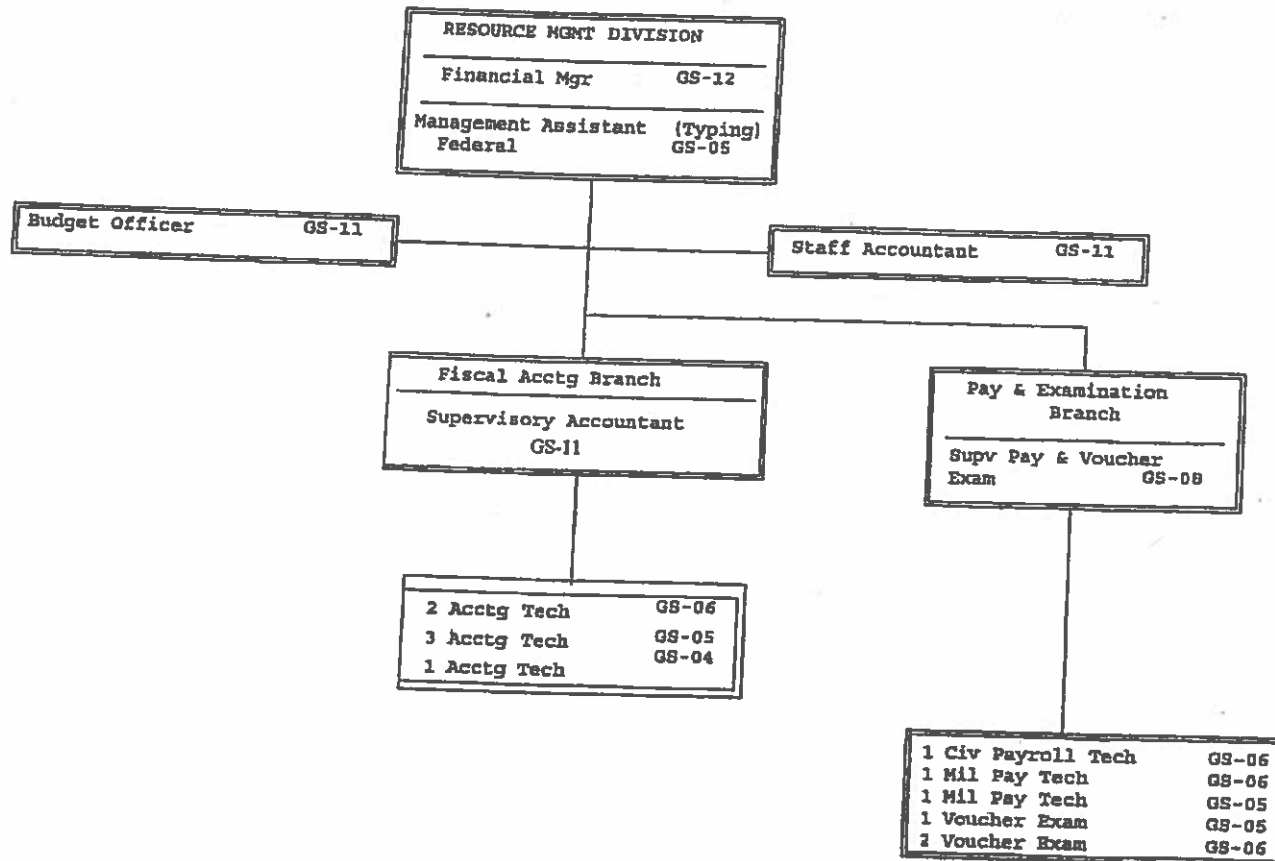 RESOURCE MGMT DIVISION
Financial Mgr GS-12
Management Assistant (Typing)
Federal GS-05
Budget Officer GS-11
Staff Accountant GS-11
Fiscal Acctg Branch
Supervisory Accountant
GS-11
Pay & Examination
Branch
Supv Pay & Voucher
Exam GS-08
2 Acctg Tech GS-06
3 Acctg Tech GS-05
1 Acctg Tech GS-04
1 Civ Payroll Tech GS-06
1 Mil Pay Tech GS-06
1 Mil Pay Tech GS-05
1 Voucher Exam GS-05
2 Voucher Exam GS-06